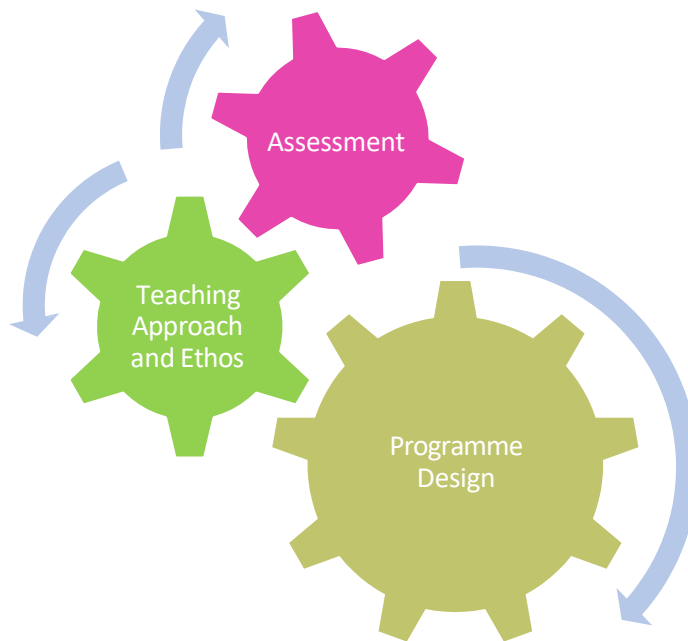 Assessment
Teaching
Approach
and Ethos
Programme
Design